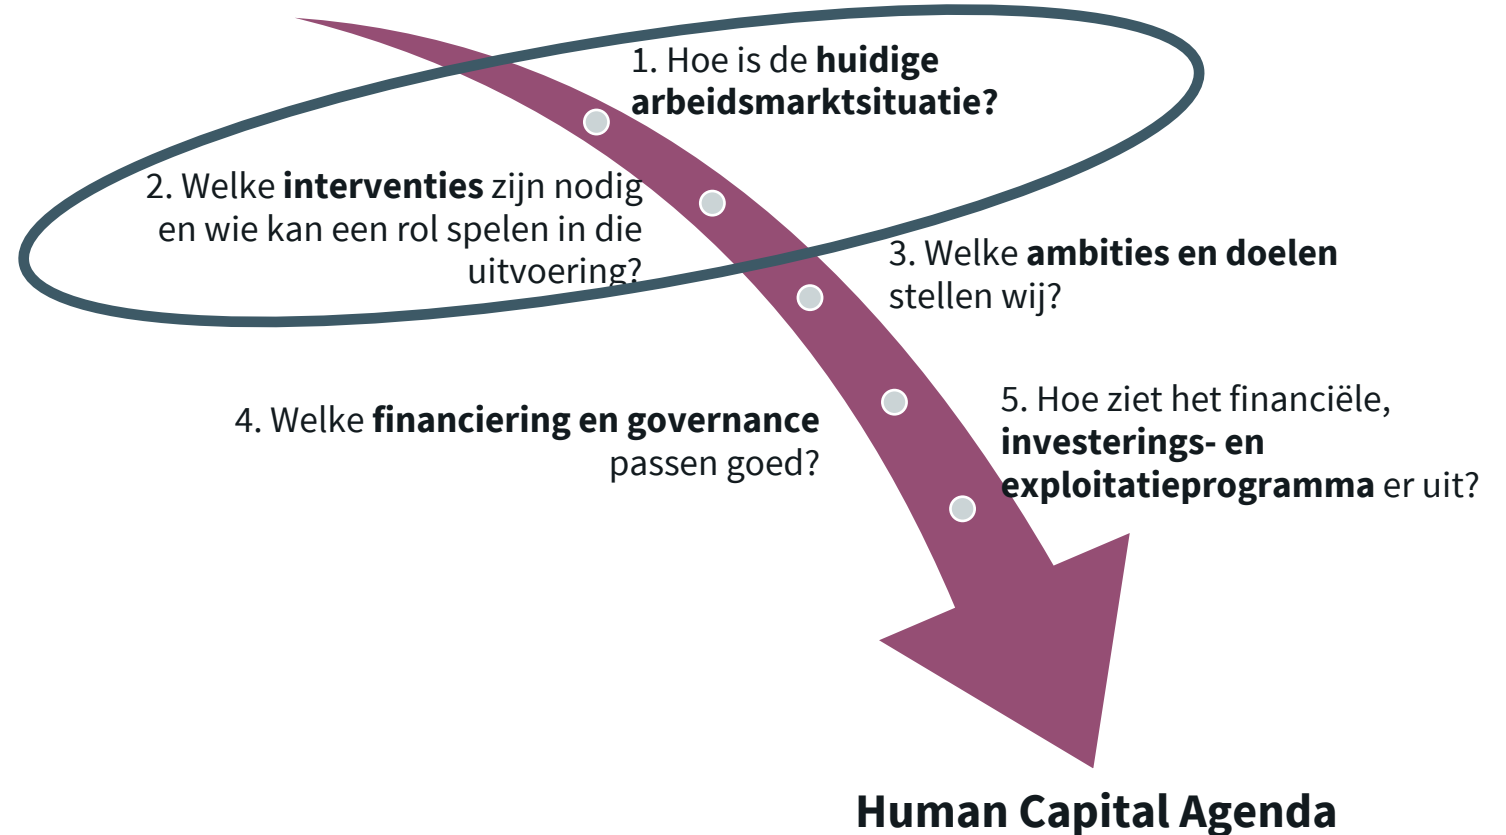 1. Hoe is de huidige
arbeidsmarktsituatie?
2. Welke interventies zijn nodig
en wie kan een rol spelen in die
uitvoering?
3. Welke ambities en doelen
stellen wij?
4. Welke financiering en governance
passen goed?
5. Hoe ziet het financiële,
investerings- en
exploitatieprogramma er uit?
Human Capital Agenda